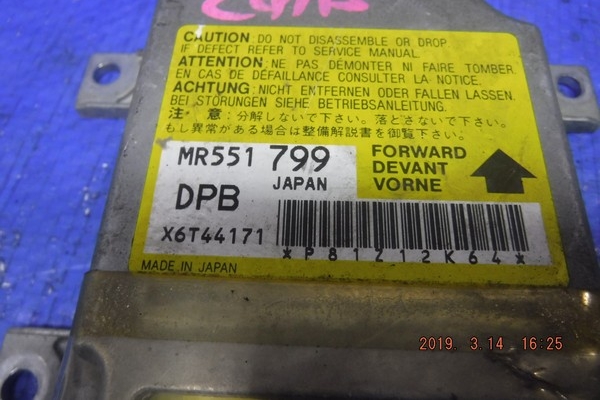 CAUTION: DO NOT DISASSEMBLE OR DROP.
IF DEFECT REFER TO SERVICE MANUAL.
ATTENTION: NE PAS DÉMONTER NI FAIRE TOMBER.
EN CAS DE DÉFAILLANCE CONSULTER LA NOTICE.
ACHTUNG: NICHT ENTFERNEN ODER FALLEN LASSEN.
BEI STÖRUNGEN SIEHE BETRIEBSANLEITUNG.
注 意: 分解しないで下さい。落とさないで下さい。
もし異常がある場合は整備解説書を御覧下さい。
MR551 799
FORWARD
DEVANT
VORNE
DPB JAPAN
X6T44171
*P81Z12K64*
MADE IN JAPAN
2019. 3.14 16:25